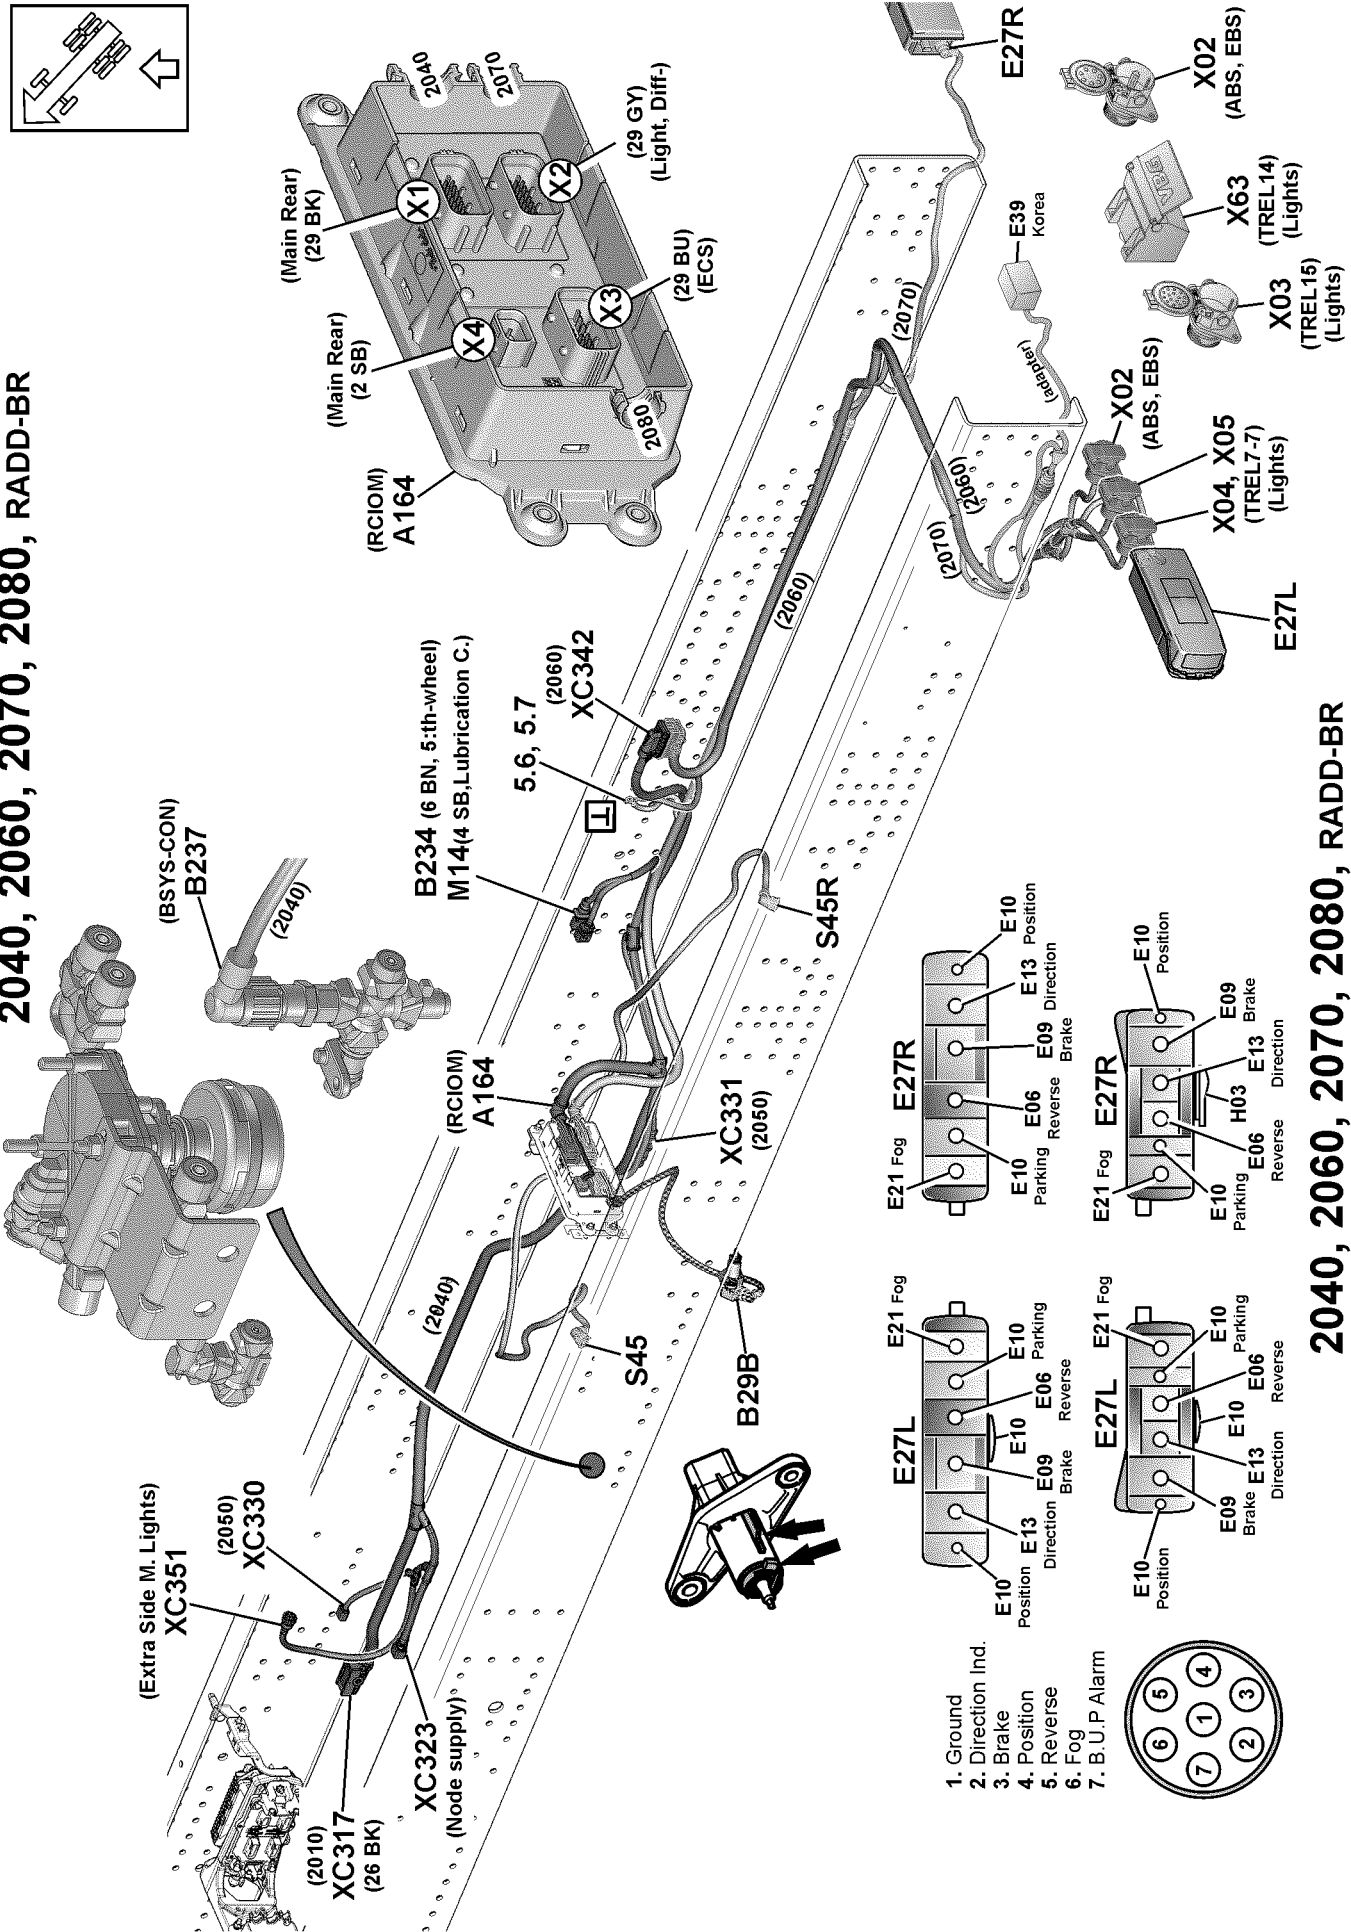 2040, 2060, 2070, 2080, RADD-BR
(Extra Side M. Lights)
XC351
(2050)
XC330
(2010)
XC317
(26 BK)
XC323
(Node supply)
(BSYS-CON)
B237
(2040)
(2040)
S45
B29B
(RCIOM)
A164
XC331
(2050)
B234 (6 BN, 5:th-wheel)
M14(4 SB,Lubrication C.)
5.6, 5.7
(2060)
XC342
S45R
(2060)
(RCIOM)
A164
(Main Rear)
(2 SB)
X4
(Main Rear)
(29 BK)
X1
2040
2070
X2
(29 GY)
(Light, Diff-)
X3
(29 BU)
(ECS)
2080
(2070)
(2060)
(2070)
(adapter)
E39
Korea
E27R
X02
(ABS, EBS)
X63
(TREL14)
(Lights)
X03
(TREL15)
(Lights)
X02
(ABS, EBS)
X04, X05
(TREL7-7)
(Lights)
E27L
1. Ground
2. Direction Ind.
3. Brake
4. Position
5. Reverse
6. Fog
7. B.U.P Alarm
5
4
6
1
3
7
2
E27L
E10
Position
E13
Direction
E09
Brake
E10
E06
Reverse
E10
Parking
E21 Fog
E27R
E21 Fog
E10
Parking
E06
Reverse
E09
Brake
E13
Direction
E10
Position
E27L
E10
Position
E09
Brake
E13
Direction
E10
E06
Reverse
E10
Parking
E21 Fog
E27R
E21 Fog
E10
Parking
E06
Reverse
H03
E13
Direction
E09
Brake
E10
Position
2040, 2060, 2070, 2080, RADD-BR